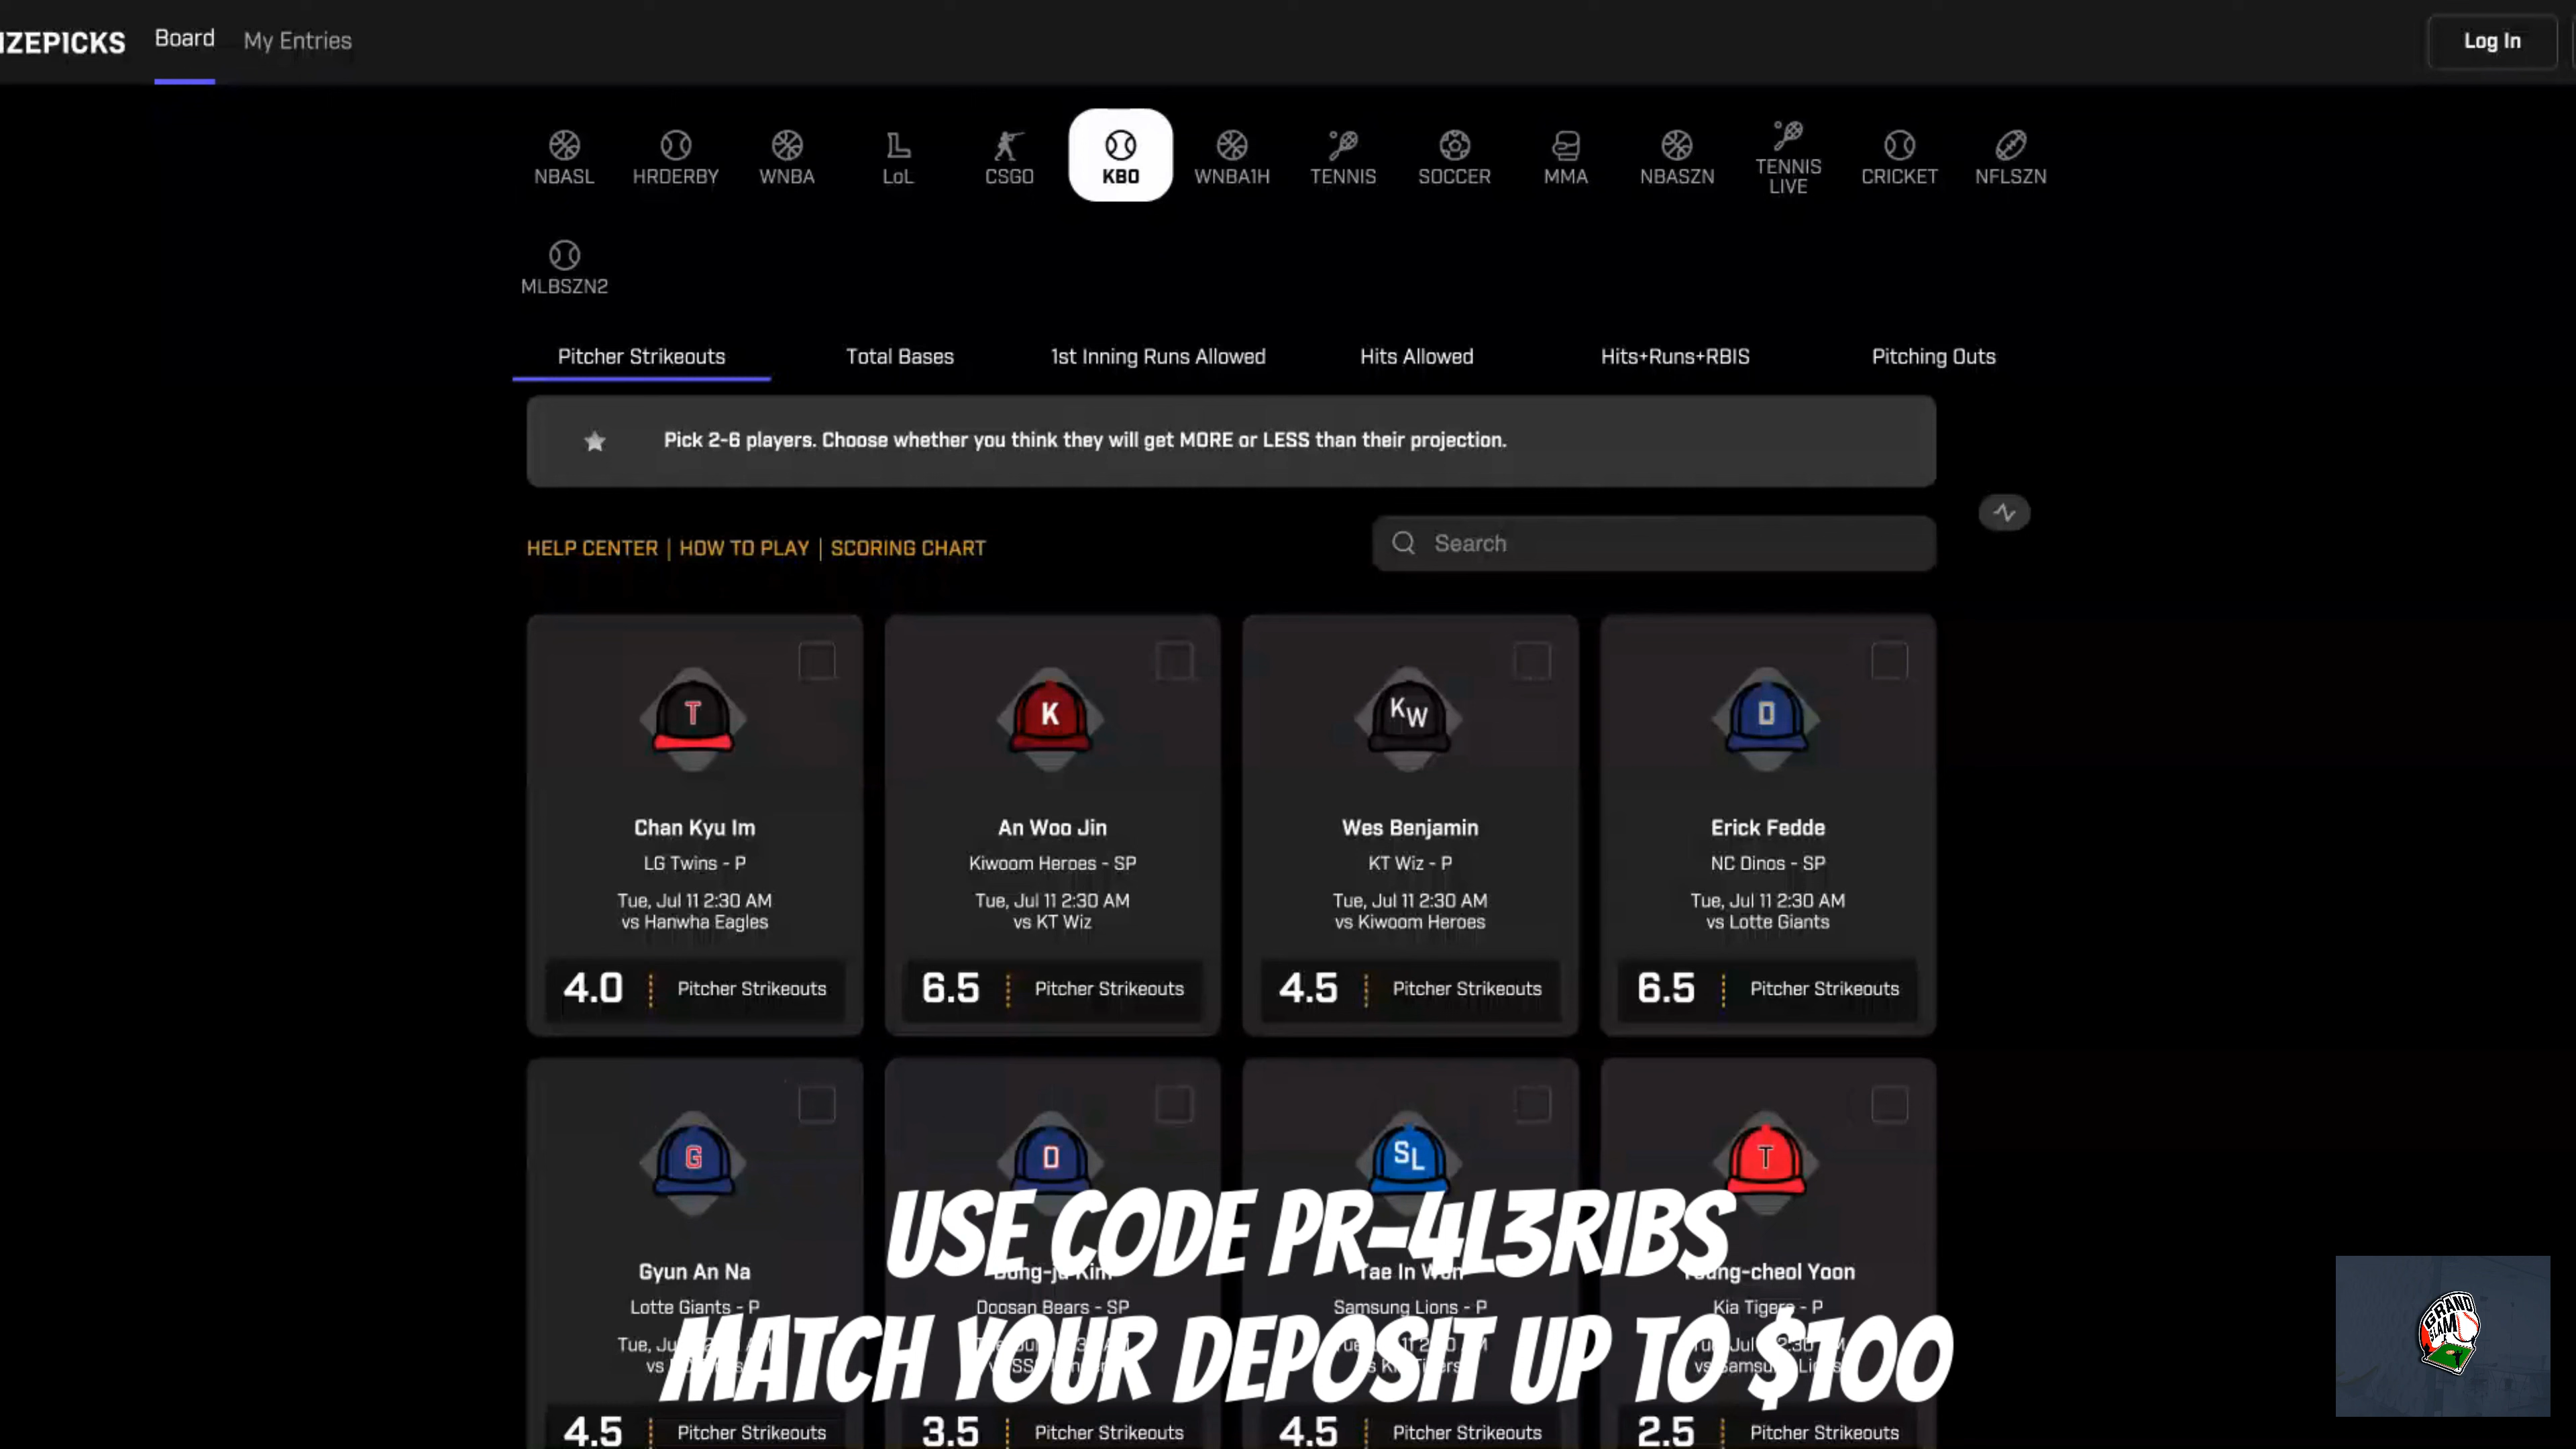 IZEPICKS Board My Entries Log In
NBASL HRDERBY WNBA LoL CSGO KBO WNBA1H TENNIS SOCCER MMA NBASZN TENNIS LIVE CRICKET NFLSZN
MLBSZN2
Pitcher Strikeouts Total Bases 1st Inning Runs Allowed Hits Allowed Hits+Runs+RBIS Pitching Outs
Pick 2-6 players. Choose whether you think they will get MORE or LESS than their projection.
HELP CENTER | HOW TO PLAY | SCORING CHART Search
T K KW D
Chan Kyu Im An Woo Jin Wes Benjamin Erick Fedde
LG Twins - P Kiwoom Heroes - SP KT Wiz - P NC Dinos - SP
Tue, Jul 11 2:30 AM Tue, Jul 11 2:30 AM Tue, Jul 11 2:30 AM Tue, Jul 11 2:30 AM
vs Hanwha Eagles vs KT Wiz vs Kiwoom Heroes vs Lotte Giants
4.0 Pitcher Strikeouts 6.5 Pitcher Strikeouts 4.5 Pitcher Strikeouts 6.5 Pitcher Strikeouts
G D SL T
USE CODE PR-4L3RIBS
Gyun An Na Tae In Yoon
Lotte Giants - P Doosan Bears - SP Samsung Lions - P Kia Tigers - P
MATCH YOUR DEPOSIT UP TO $100
4.5 Pitcher Strikeouts 3.5 Pitcher Strikeouts 4.5 Pitcher Strikeouts 2.5 Pitcher Strikeouts
GRAND
SLAM